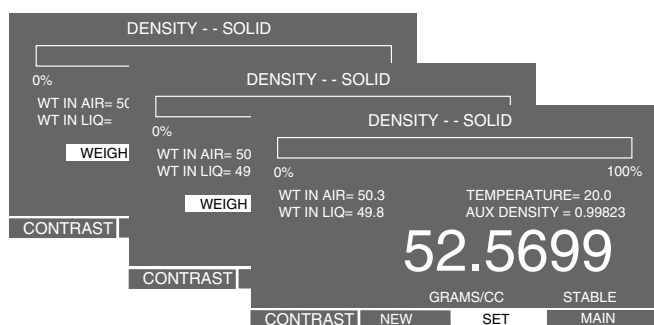 DENSITY - - SOLID
0%
WT IN AIR= 50
WT IN LIQ=
WEIGH
CONTRAST
DENSITY - - SOLID
0%
WT IN AIR= 50
WT IN LIQ= 49
WEIGH
CONTRAST
DENSITY - - SOLID
0% 100%
WT IN AIR= 50.3 TEMPERATURE= 20.0
WT IN LIQ= 49.8 AUX DENSITY = 0.99823
52.5699
GRAMS/CC STABLE
CONTRAST NEW SET MAIN